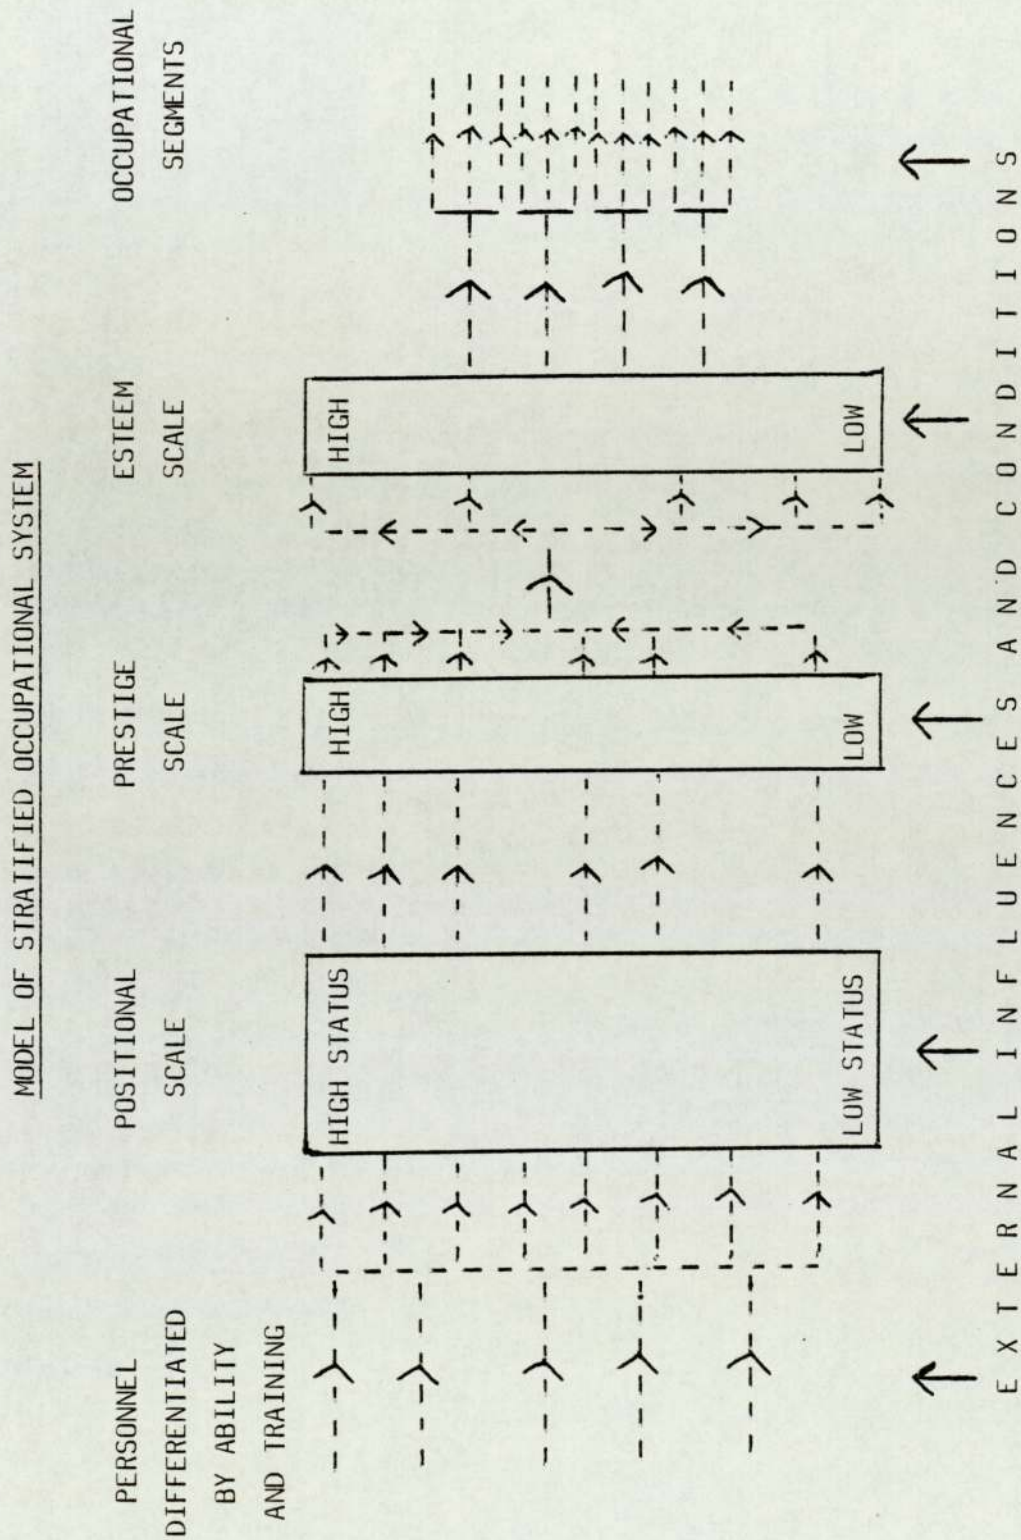 MODEL OF STRATIFIED OCCUPATIONAL SYSTEM
PERSONNEL
DIFFERENTIATED
BY ABILITY
AND TRAINING
POSITIONAL
SCALE
PRESTIGE
SCALE
ESTEEM
SCALE
OCCUPATIONAL
SEGMENTS
HIGH STATUS
LOW STATUS
HIGH
LOW
HIGH
LOW
EXTERNAL INFLUENCES AND CONDITIONS